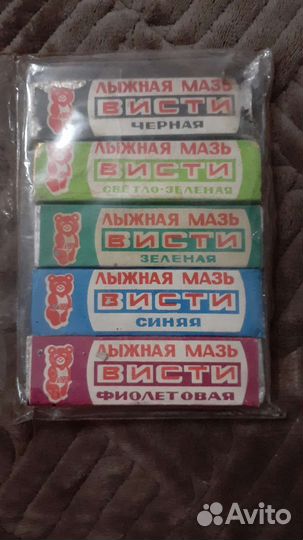 ЛЫЖНАЯ МАЗЬ
ВИСТИ
ЧЕРНАЯ
ЛЫЖНАЯ МАЗЬ
ВИСТИ
СВЕТЛО-ЗЕЛЕНАЯ
ЛЫЖНАЯ МАЗЬ
ВИСТИ
ЗЕЛЕНАЯ
ЛЫЖНАЯ МАЗЬ
ВИСТИ
СИНЯЯ
ЛЫЖНАЯ МАЗЬ
ВИСТИ
ФИОЛЕТОВАЯ
Avito